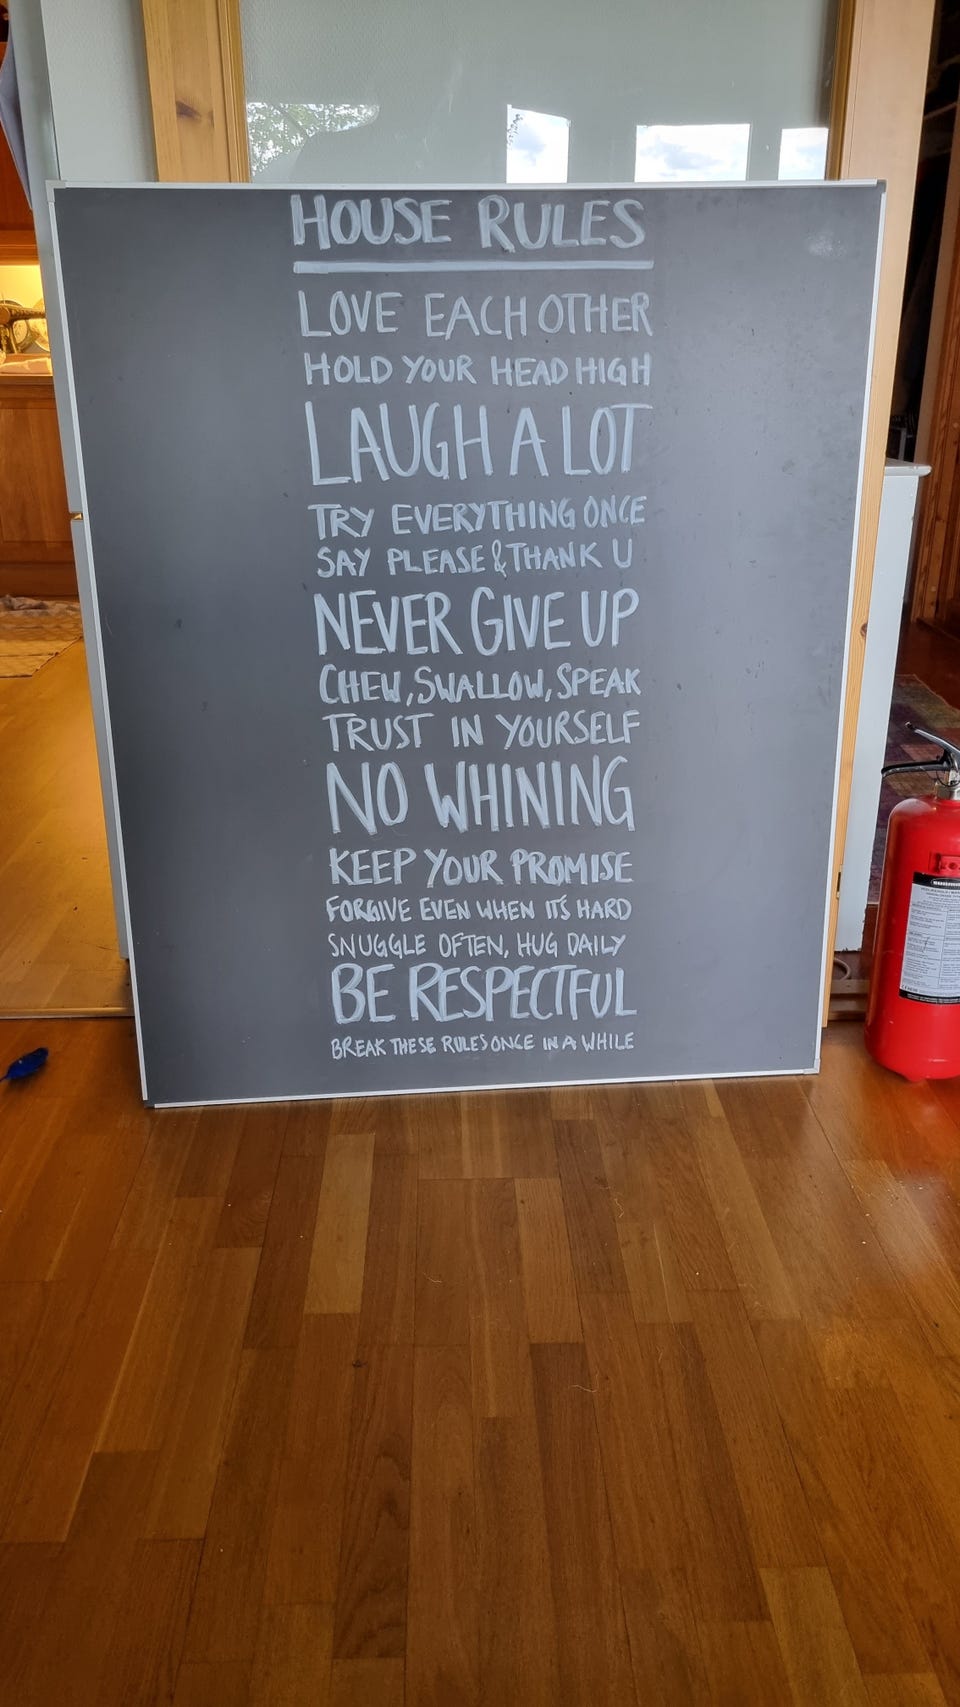 HOUSE RULES
LOVE EACH OTHER
HOLD YOUR HEAD HIGH
LAUGH A LOT
TRY EVERYTHING ONCE
SAY PLEASE & THANK U
NEVER GIVE UP
CHEW, SWALLOW, SPEAK
TRUST IN YOURSELF
NO WHINING
KEEP YOUR PROMISE
FORGIVE EVEN WHEN IT'S HARD
SNUGGLE OFTEN, HUG DAILY
BE RESPECTFUL
BREAK THESE RULES ONCE IN A WHILE